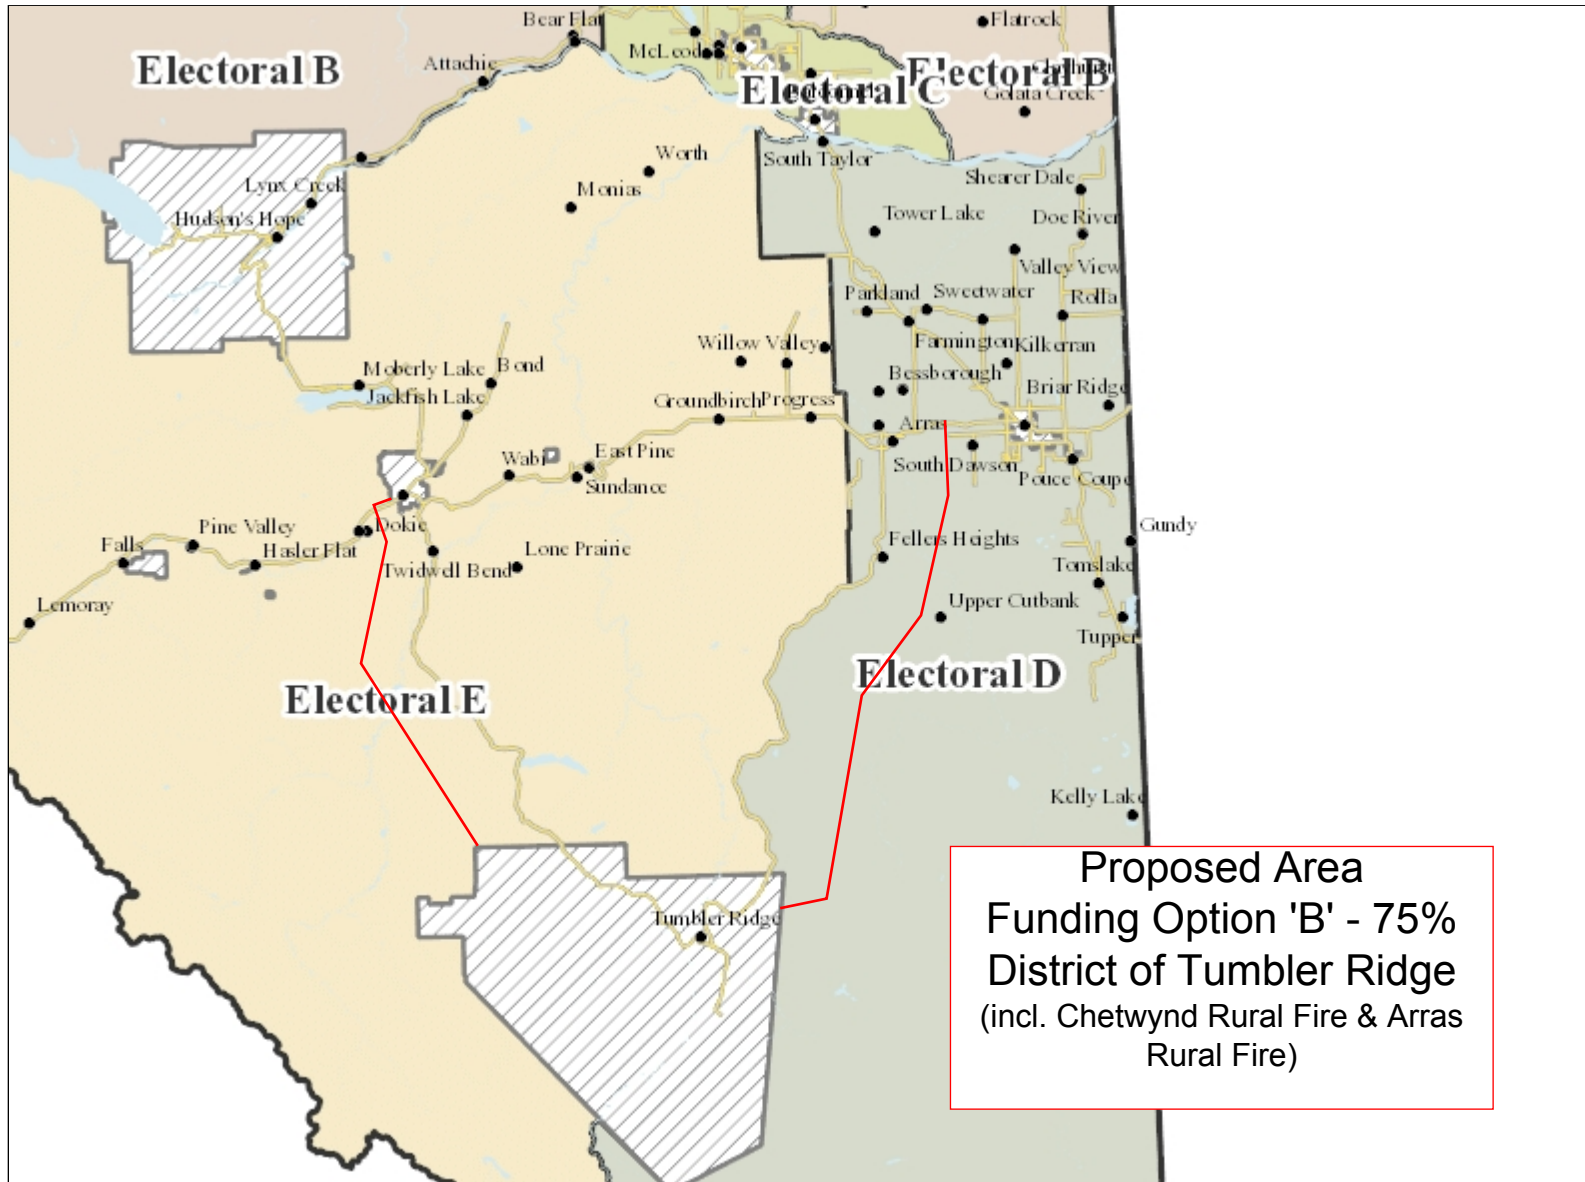 Bear Flat
Flatrock
McLeod
Electoral B
Attachie
Electoral B
Electoral C
Golata Creek
Worth
South Taylor
Monias
Lynx Creek
Hudson's Hope
Shearer Dale
Tower Lake
Doe River
Valley View
Parkland
Sweetwater
Rolla
Willow Valley
Farmington
Kilkerran
Moberly Lake
Bond
Bessborough
Briar Ridge
Jackfish Lake
Groundbirch
Progress
Arras
Wabi
East Pine
South Dawson
Sundance
Pouce Coupe
Pine Valley
Dokie
Gundy
Falls
Hasler Flat
Lone Prairie
Fellers Heights
Twidwell Bend
Tomslake
Lemoray
Upper Cutbank
Tupper
Electoral E
Electoral D
Kelly Lake
Tumbler Ridge
Proposed Area
Funding Option 'B' - 75%
District of Tumbler Ridge
(incl. Chetwynd Rural Fire & Arras
Rural Fire)